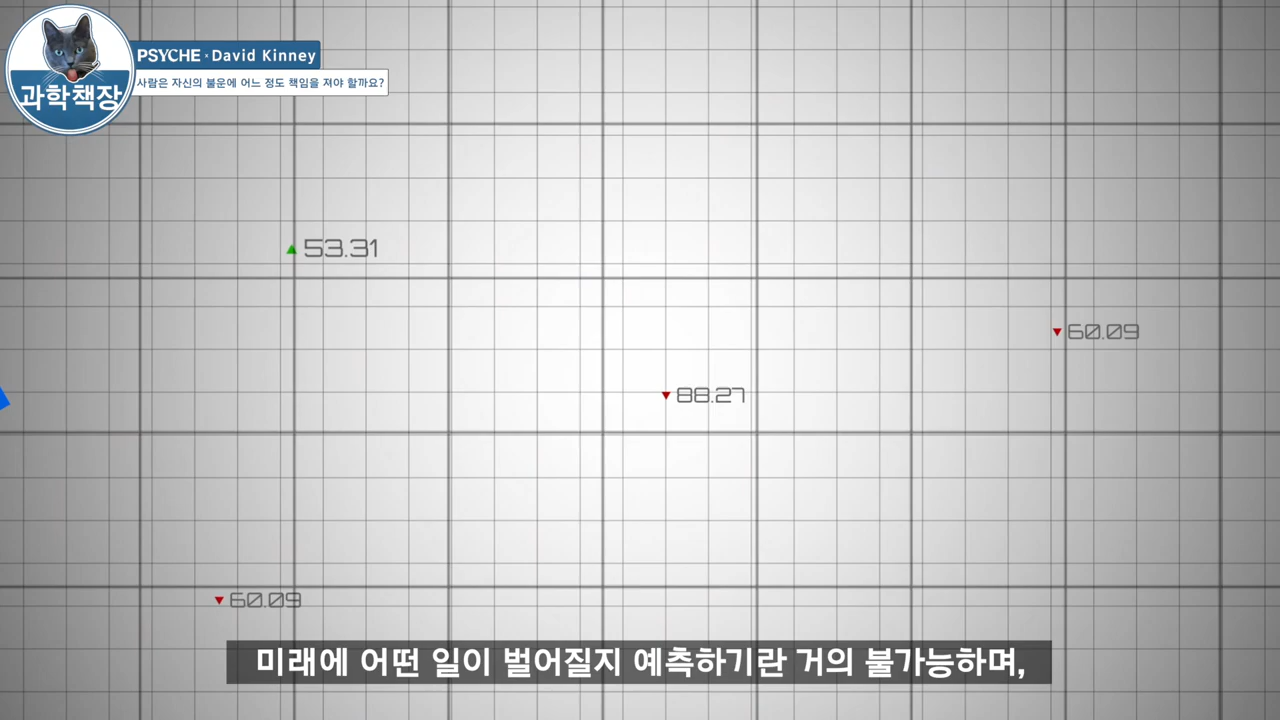 PSYCHE × David Kinney
사람은 자신의 불운에 어느 정도 책임을 져야 할까요?
과학책장
53.31
60.09
88.27
60.09
미래에 어떤 일이 벌어질지 예측하기란 거의 불가능하며,